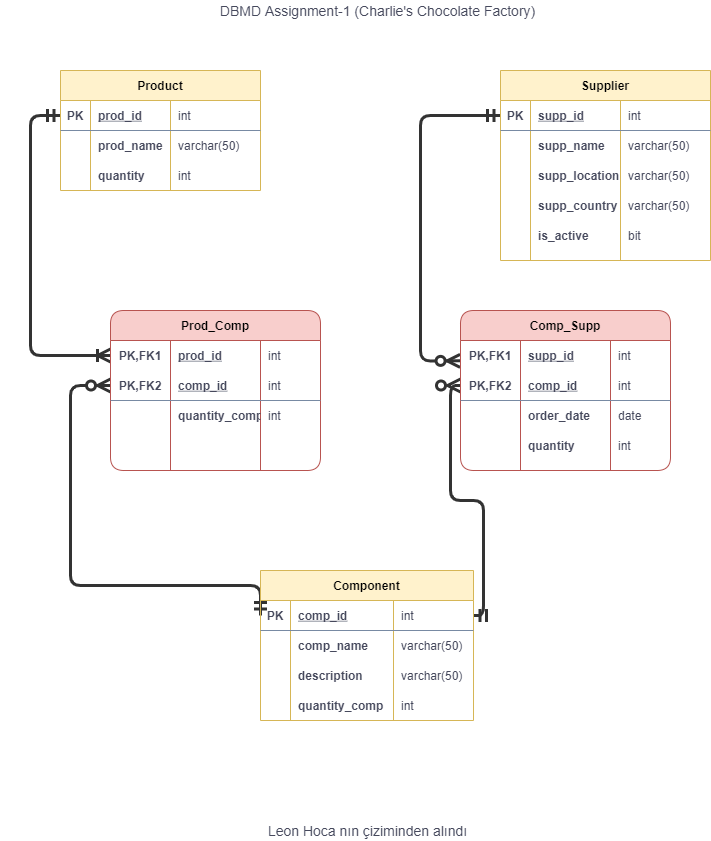 DBMD Assignment-1 (Charlie's Chocolate Factory)
Product
PK prod_id int
prod_name varchar(50)
quantity int
Supplier
PK supp_id int
supp_name varchar(50)
supp_location varchar(50)
supp_country varchar(50)
is_active bit
Prod_Comp
PK,FK1 prod_id int
PK,FK2 comp_id int
quantity_comp int
Comp_Supp
PK,FK1 supp_id int
PK,FK2 comp_id int
order_date date
quantity int
Component
PK comp_id int
comp_name varchar(50)
description varchar(50)
quantity_comp int
Leon Hoca nın çiziminden alındı